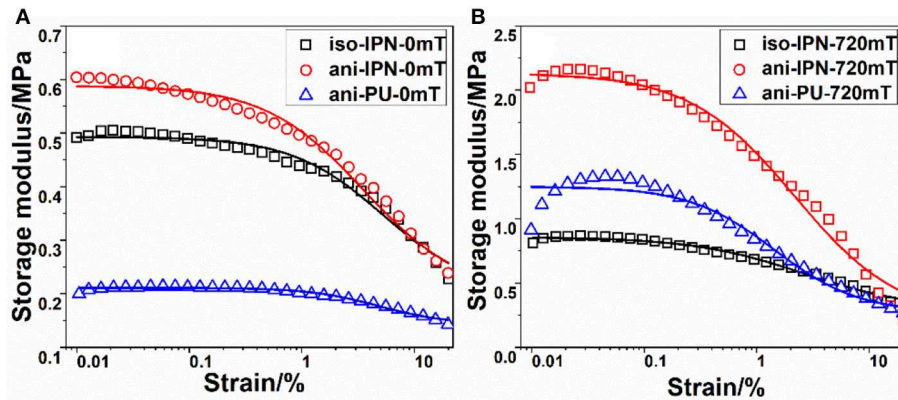 A
Storage modulus/MPa
0.7
0.6
0.5
0.4
0.3
0.2
0.1
iso-IPN-0mT
ani-IPN-0mT
ani-PU-0mT
0.01
0.1
1
10
Strain/%
B
Storage modulus/MPa
2.5
2.0
1.5
1.0
0.5
0.0
iso-IPN-720mT
ani-IPN-720mT
ani-PU-720mT
0.01
0.1
1
10
Strain/%